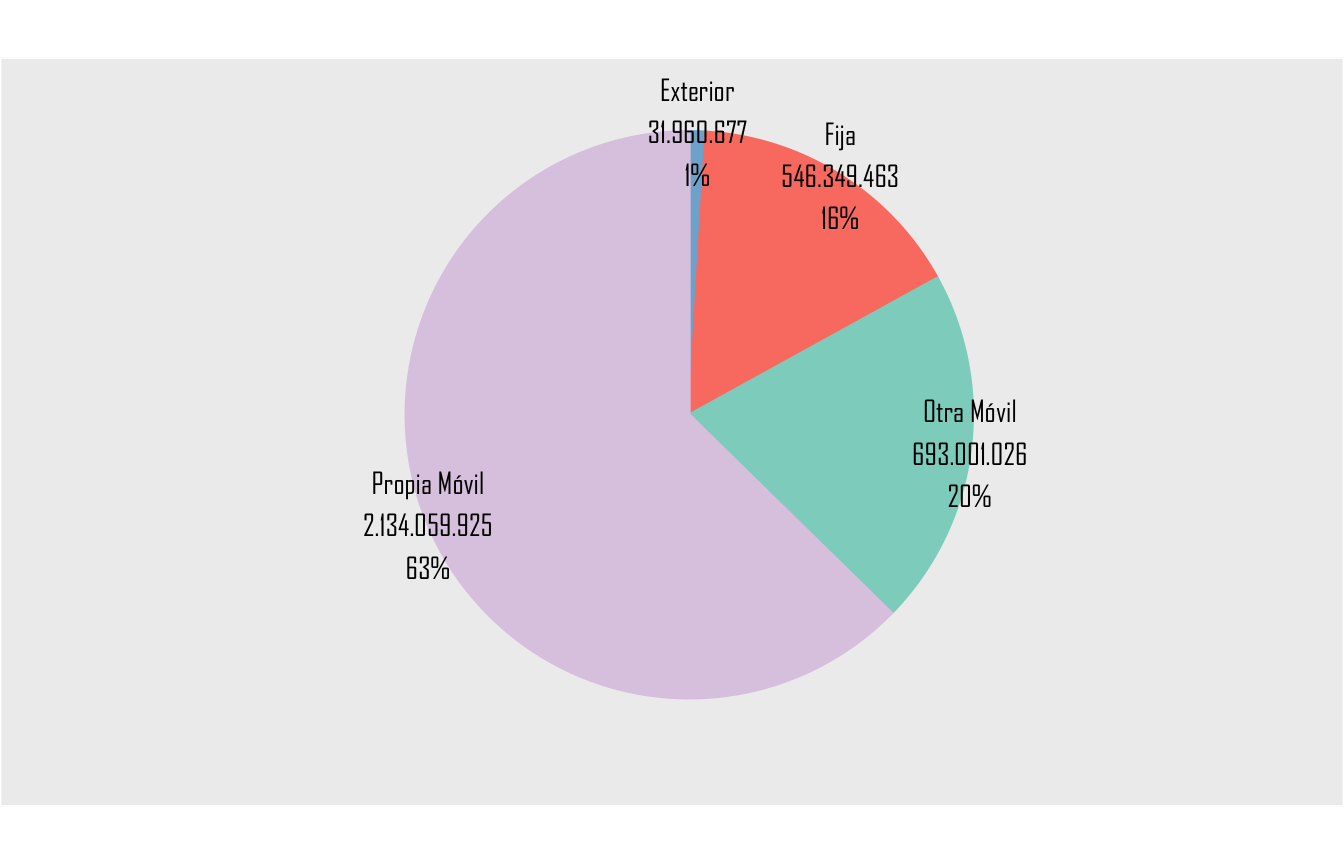 Exterior
31.960.677
1%
Fija
546.349.463
16%
Otra Móvil
693.001.026
20%
Propia Móvil
2.134.059.925
63%